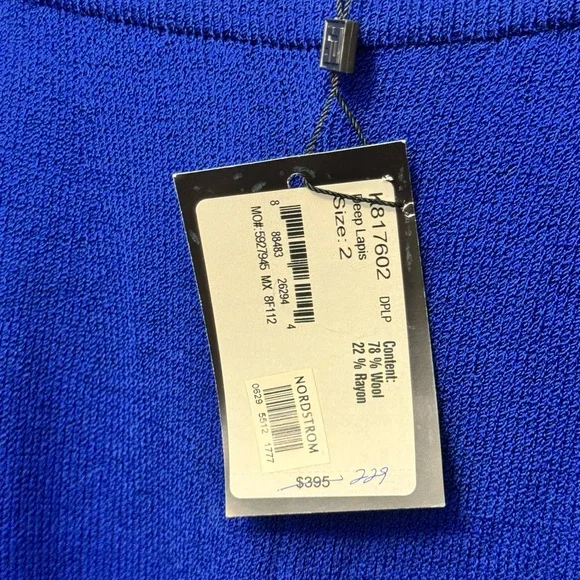 K817602 DPLP
Deep Lapis
Size: 2
Content:
78 % Wool
22 % Rayon
8 88483 26294 4
MO#:5927945 MX 8F112
NORDSTROM
0629 5512 1777
$395 229